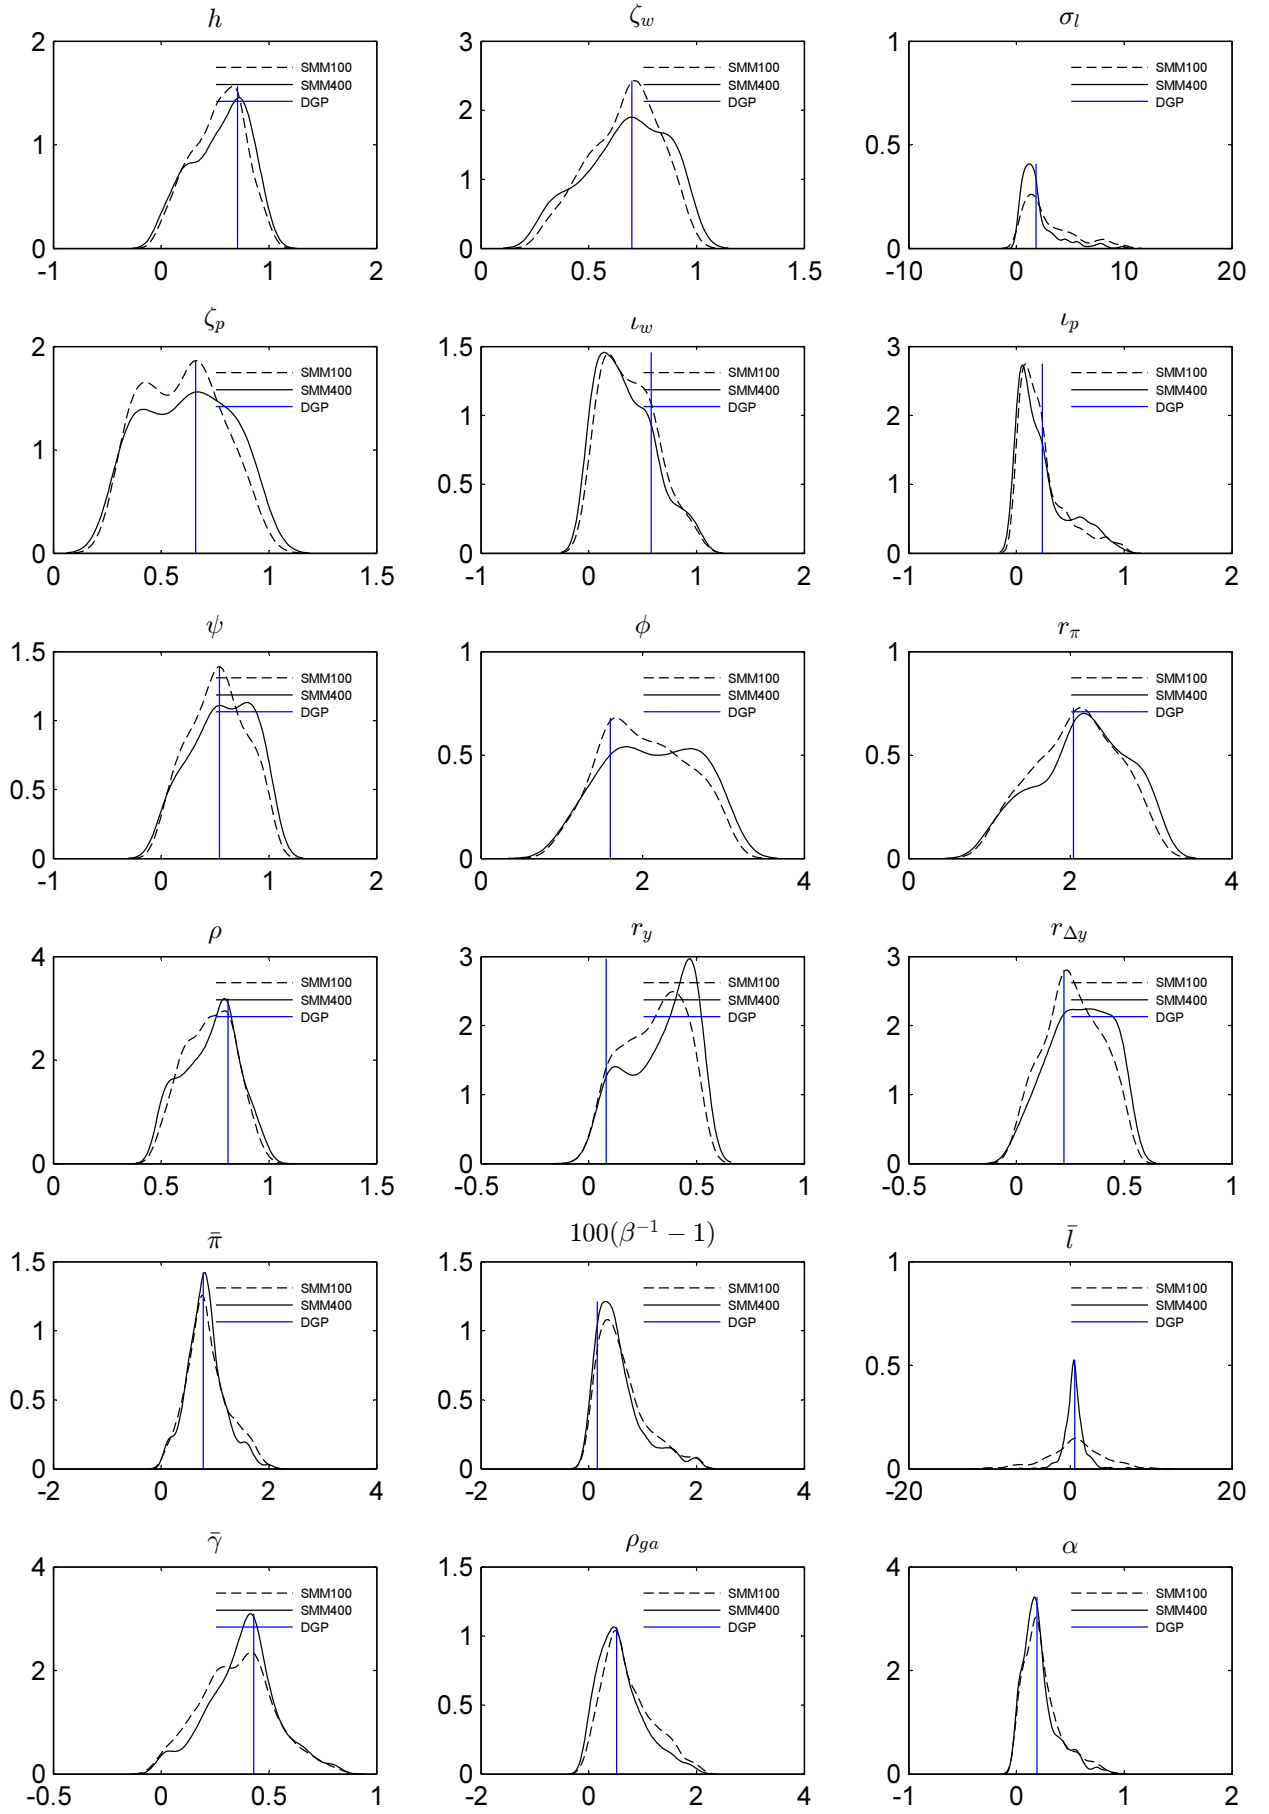 h ζ_w σ_l
2 3 1
SMM100 SMM100 SMM100
SMM400 SMM400 SMM400
DGP DGP DGP
1 2 0.5
1
0 0 0
-1 0 1 2 0 0.5 1 1.5 -10 0 10 20
ζ_p ι_w ι_p
2 1.5 3
SMM100 SMM100 SMM100
SMM400 SMM400 SMM400
DGP DGP DGP
1 1 2
0.5 1
0 0 0
0 0.5 1 1.5 -1 0 1 2 -1 0 1 2
ψ φ r_π
1.5 1 1
SMM100 SMM100 SMM100
SMM400 SMM400 SMM400
DGP DGP DGP
1 0.5 0.5
0.5
0 0 0
-1 0 1 2 0 2 4 0 2 4
ρ r_y r_Δy
4 3 3
SMM100 SMM100 SMM100
SMM400 SMM400 SMM400
DGP DGP DGP
2 2 2
1 1
0 0 0
0 0.5 1 1.5 -0.5 0 0.5 1 -1 0 0.5 1
π̄ 100(β⁻¹ − 1) l̄
1.5 1.5 1
SMM100 SMM100 SMM100
SMM400 SMM400 SMM400
DGP DGP DGP
1 1 0.5
0.5 0.5
0 0 0
-2 0 2 4 -2 0 2 4 -20 0 20
γ̄ ρ_ga α
4 1.5 4
SMM100 SMM100 SMM100
SMM400 SMM400 SMM400
DGP DGP DGP
2 1 2
0.5
0 0 0
-0.5 0 0.5 1 -2 0 2 4 -1 0 1 2